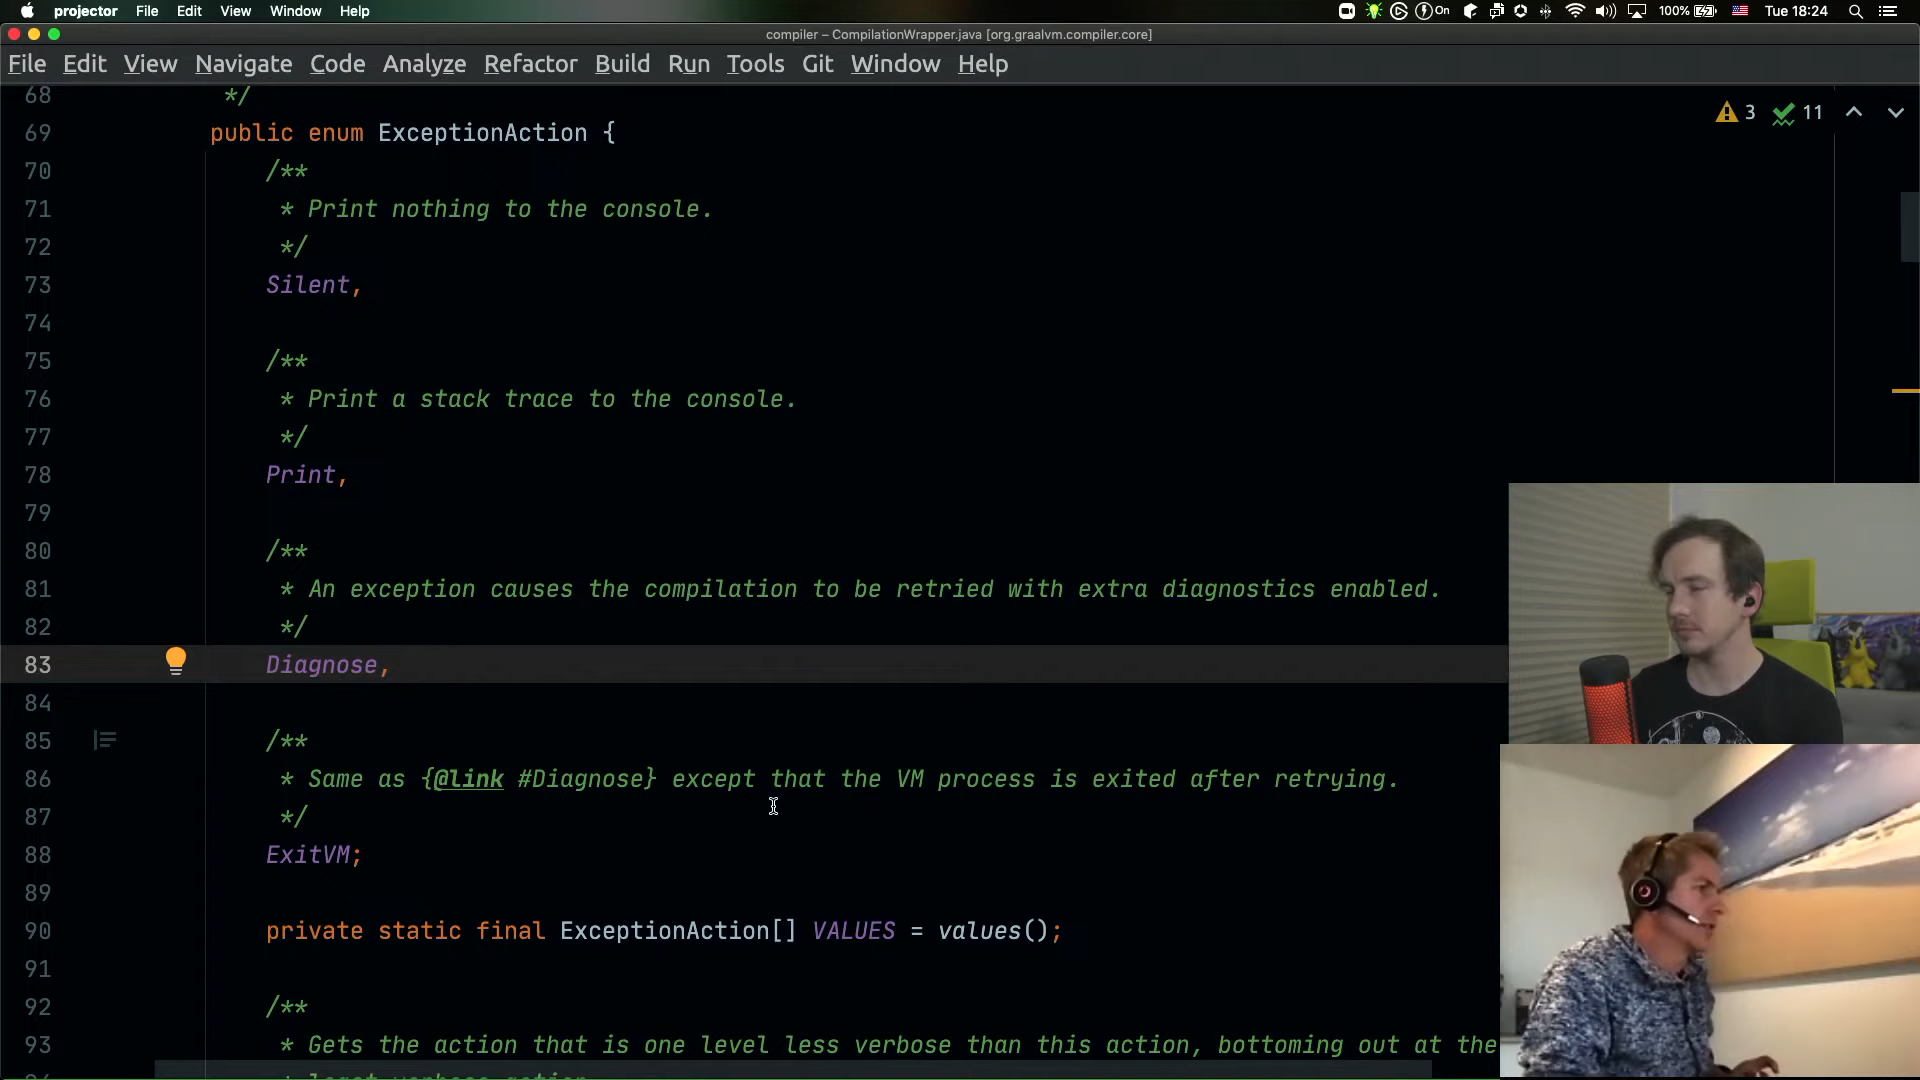 projector File Edit View Window Help
On 100% Tue 18:24
compiler – CompilationWrapper.java [org.graalvm.compiler.core]
File Edit View Navigate Code Analyze Refactor Build Run Tools Git Window Help
3 11
68 */
69 public enum ExceptionAction {
70 /**
71 * Print nothing to the console.
72 */
73 Silent,
74
75 /**
76 * Print a stack trace to the console.
77 */
78 Print,
79
80 /**
81 * An exception causes the compilation to be retried with extra diagnostics enabled.
82 */
83 Diagnose,
84
85 /**
86 * Same as {@link #Diagnose} except that the VM process is exited after retrying.
87 */
88 ExitVM;
89
90 private static final ExceptionAction[] VALUES = values();
91
92 /**
93 * Gets the action that is one level less verbose than this action, bottoming out at the
* least verbose action